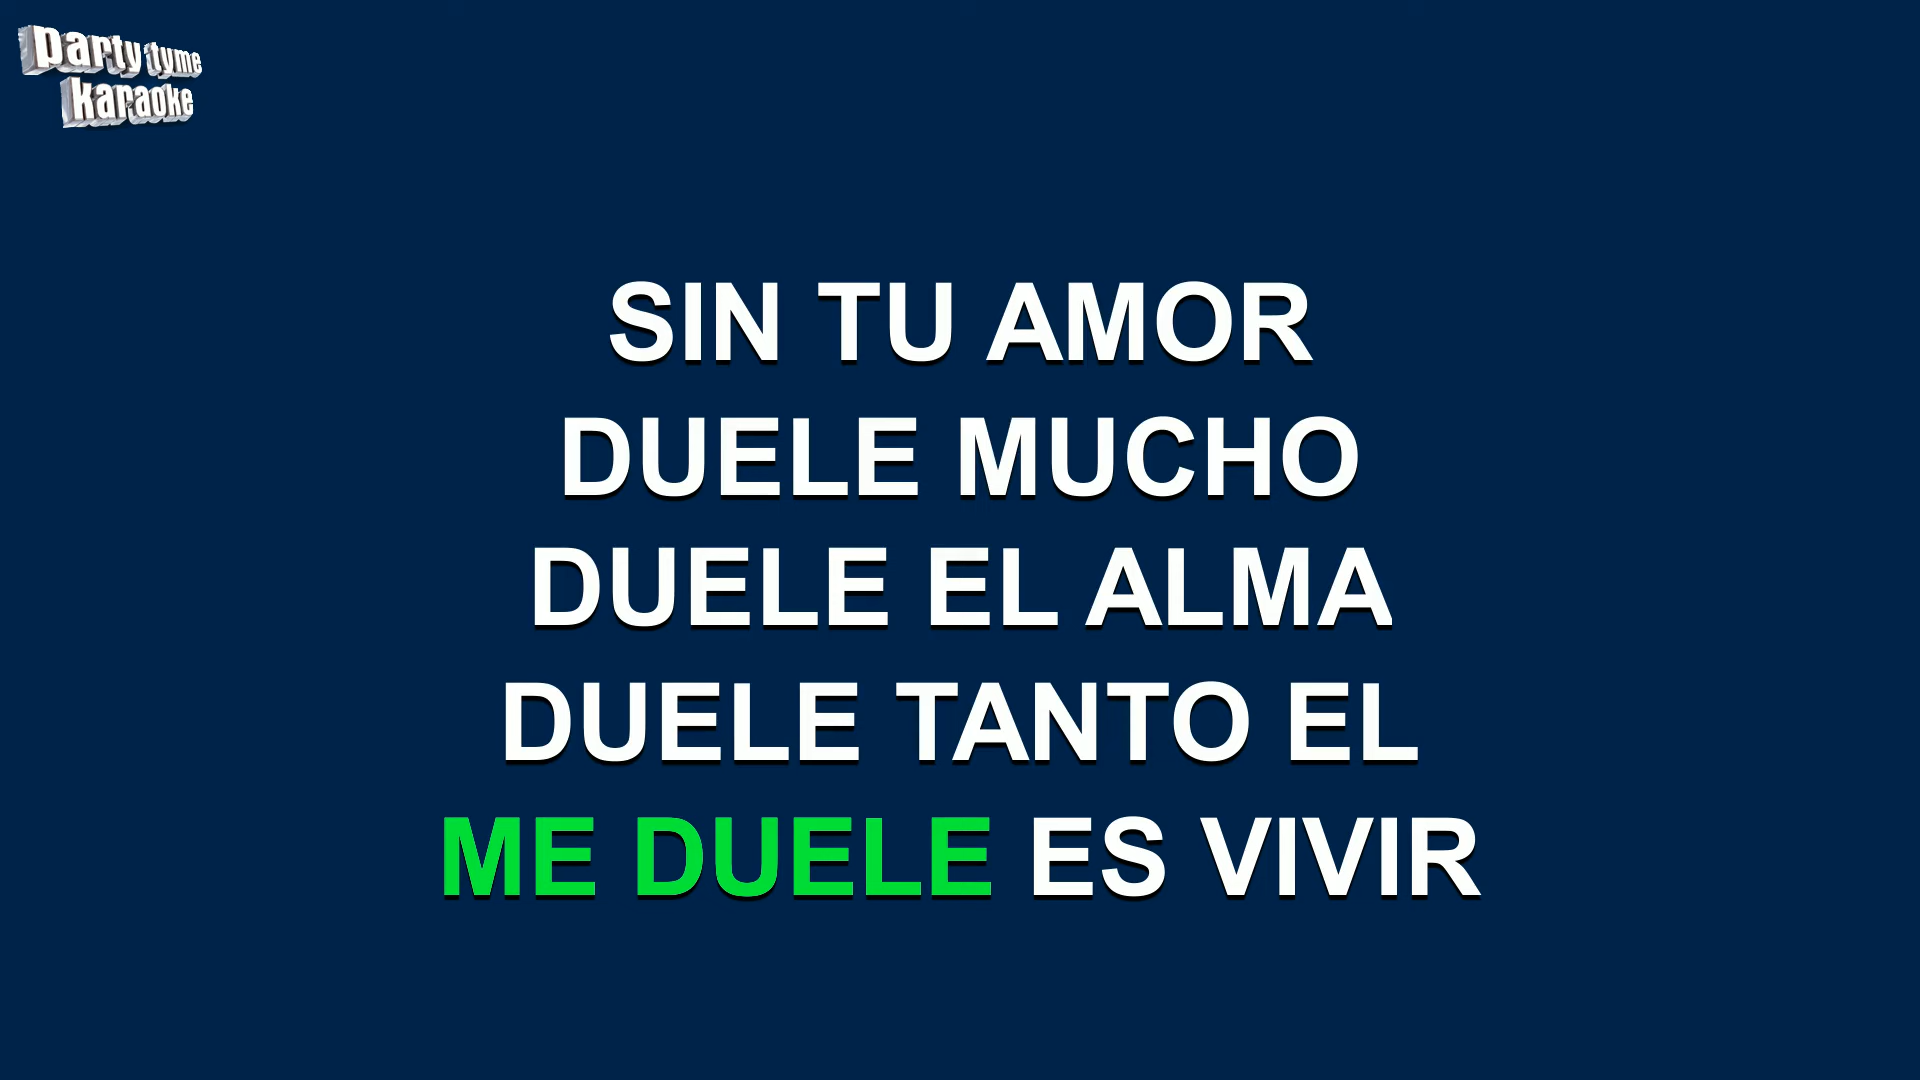 party tyme
karaoke
SIN TU AMOR
DUELE MUCHO
DUELE EL ALMA
DUELE TANTO EL
ME DUELE ES VIVIR